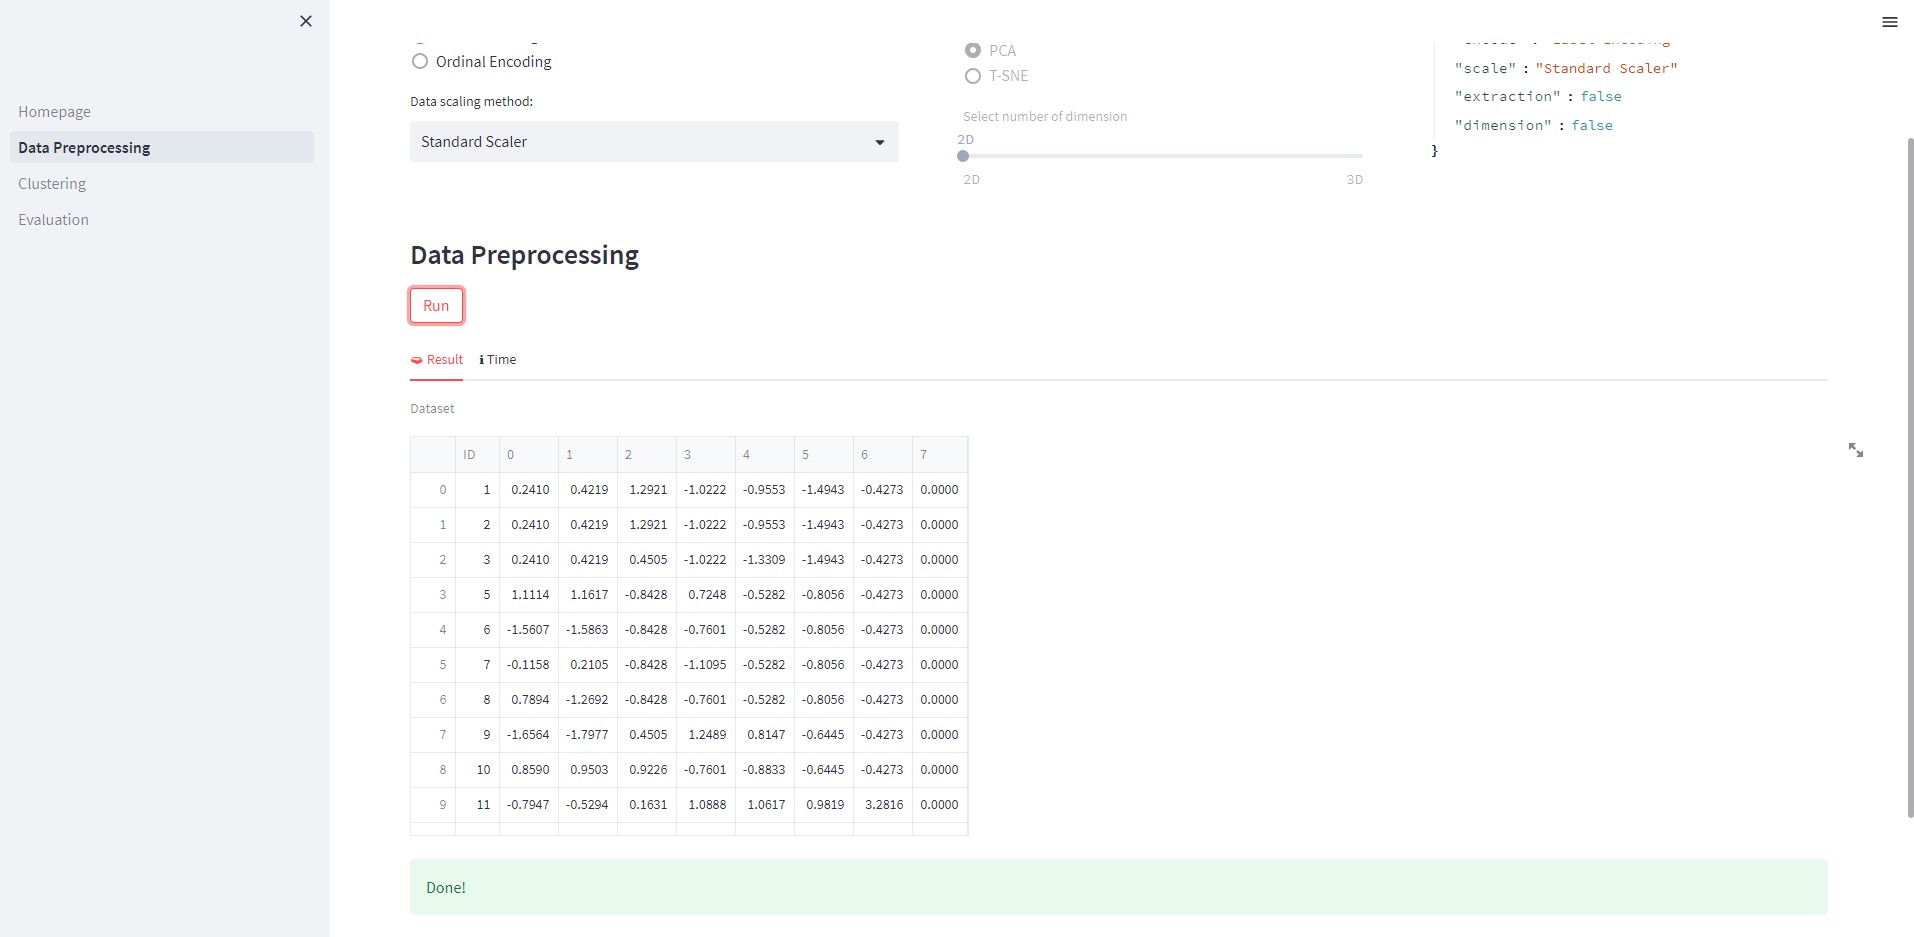 Homepage
Data Preprocessing
Clustering
Evaluation
Ordinal Encoding
Data scaling method:
Standard Scaler
PCA
T-SNE
Select number of dimension
2D
2D 3D
"scale" : "Standard Scaler"
"extraction" : false
"dimension" : false
}
Data Preprocessing
Run
Result Time
Dataset
ID 0 1 2 3 4 5 6 7
0 1 0.2410 0.4219 1.2921 -1.0222 -0.9553 -1.4943 -0.4273 0.0000
1 2 0.2410 0.4219 1.2921 -1.0222 -0.9553 -1.4943 -0.4273 0.0000
2 3 0.2410 0.4219 0.4505 -1.0222 -1.3309 -1.4943 -0.4273 0.0000
3 5 1.1114 1.1617 -0.8428 0.7248 -0.5282 -0.8056 -0.4273 0.0000
4 6 -1.5607 -1.5863 -0.8428 -0.7601 -0.5282 -0.8056 -0.4273 0.0000
5 7 -0.1158 0.2105 -0.8428 -1.1095 -0.5282 -0.8056 -0.4273 0.0000
6 8 0.7894 -1.2692 -0.8428 -0.7601 -0.5282 -0.8056 -0.4273 0.0000
7 9 -1.6564 -1.7977 0.4505 1.2489 0.8147 -0.6445 -0.4273 0.0000
8 10 0.8590 0.9503 0.9226 -0.7601 -0.8833 -0.6445 -0.4273 0.0000
9 11 -0.7947 -0.5294 0.1631 1.0888 1.0617 0.9819 3.2816 0.0000
Done!